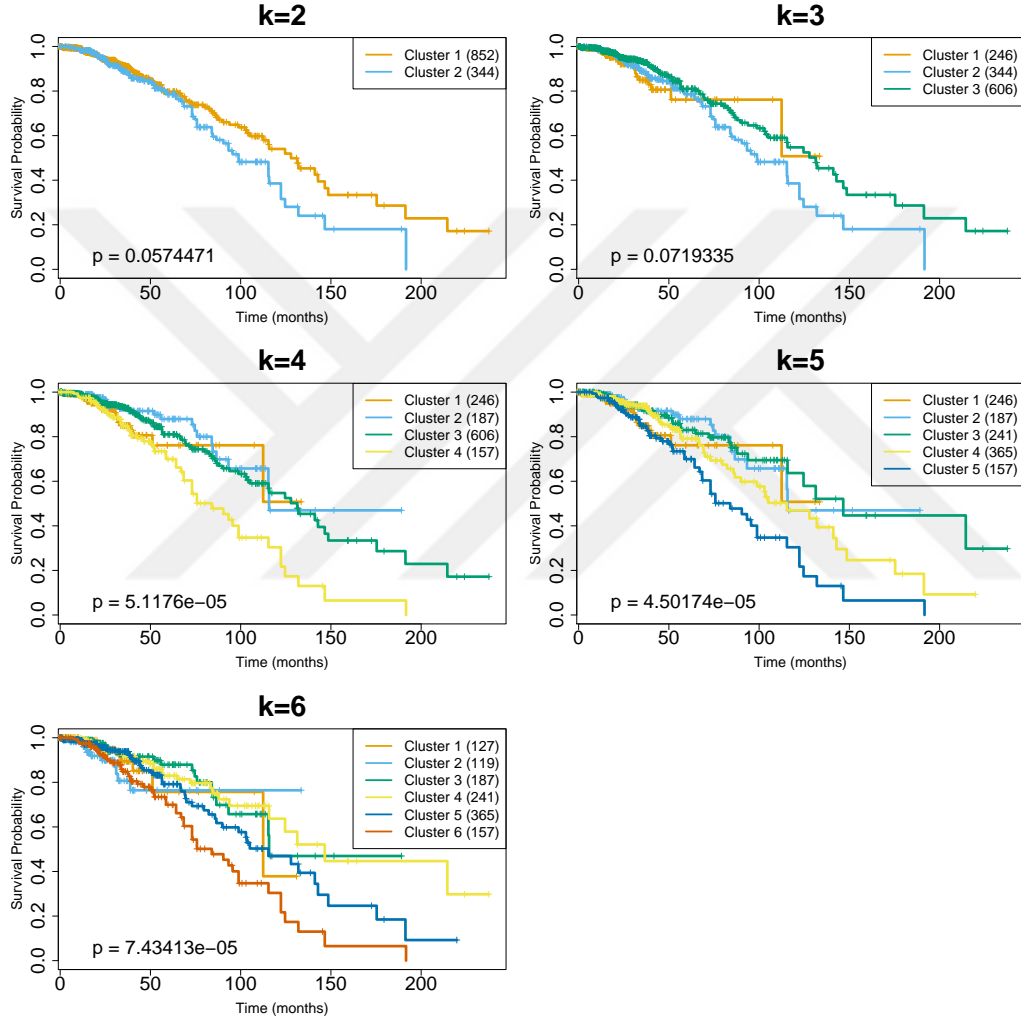 k=2
Survival Probability
1.0
0.8
0.6
0.4
0.2
0.0
Cluster 1 (852)
Cluster 2 (344)
p = 0.0574471
0 50 100 150 200
Time (months)
k=3
Survival Probability
1.0
0.8
0.6
0.4
0.2
0.0
Cluster 1 (246)
Cluster 2 (344)
Cluster 3 (606)
p = 0.0719335
0 50 100 150 200
Time (months)
k=4
Survival Probability
1.0
0.8
0.6
0.4
0.2
0.0
Cluster 1 (246)
Cluster 2 (187)
Cluster 3 (606)
Cluster 4 (157)
p = 5.1176e−05
0 50 100 150 200
Time (months)
k=5
Survival Probability
1.0
0.8
0.6
0.4
0.2
0.0
Cluster 1 (246)
Cluster 2 (187)
Cluster 3 (241)
Cluster 4 (365)
Cluster 5 (157)
p = 4.50174e−05
0 50 100 150 200
Time (months)
k=6
Survival Probability
1.0
0.8
0.6
0.4
0.2
0.0
Cluster 1 (127)
Cluster 2 (119)
Cluster 3 (187)
Cluster 4 (241)
Cluster 5 (365)
Cluster 6 (157)
p = 7.43413e−05
0 50 100 150 200
Time (months)